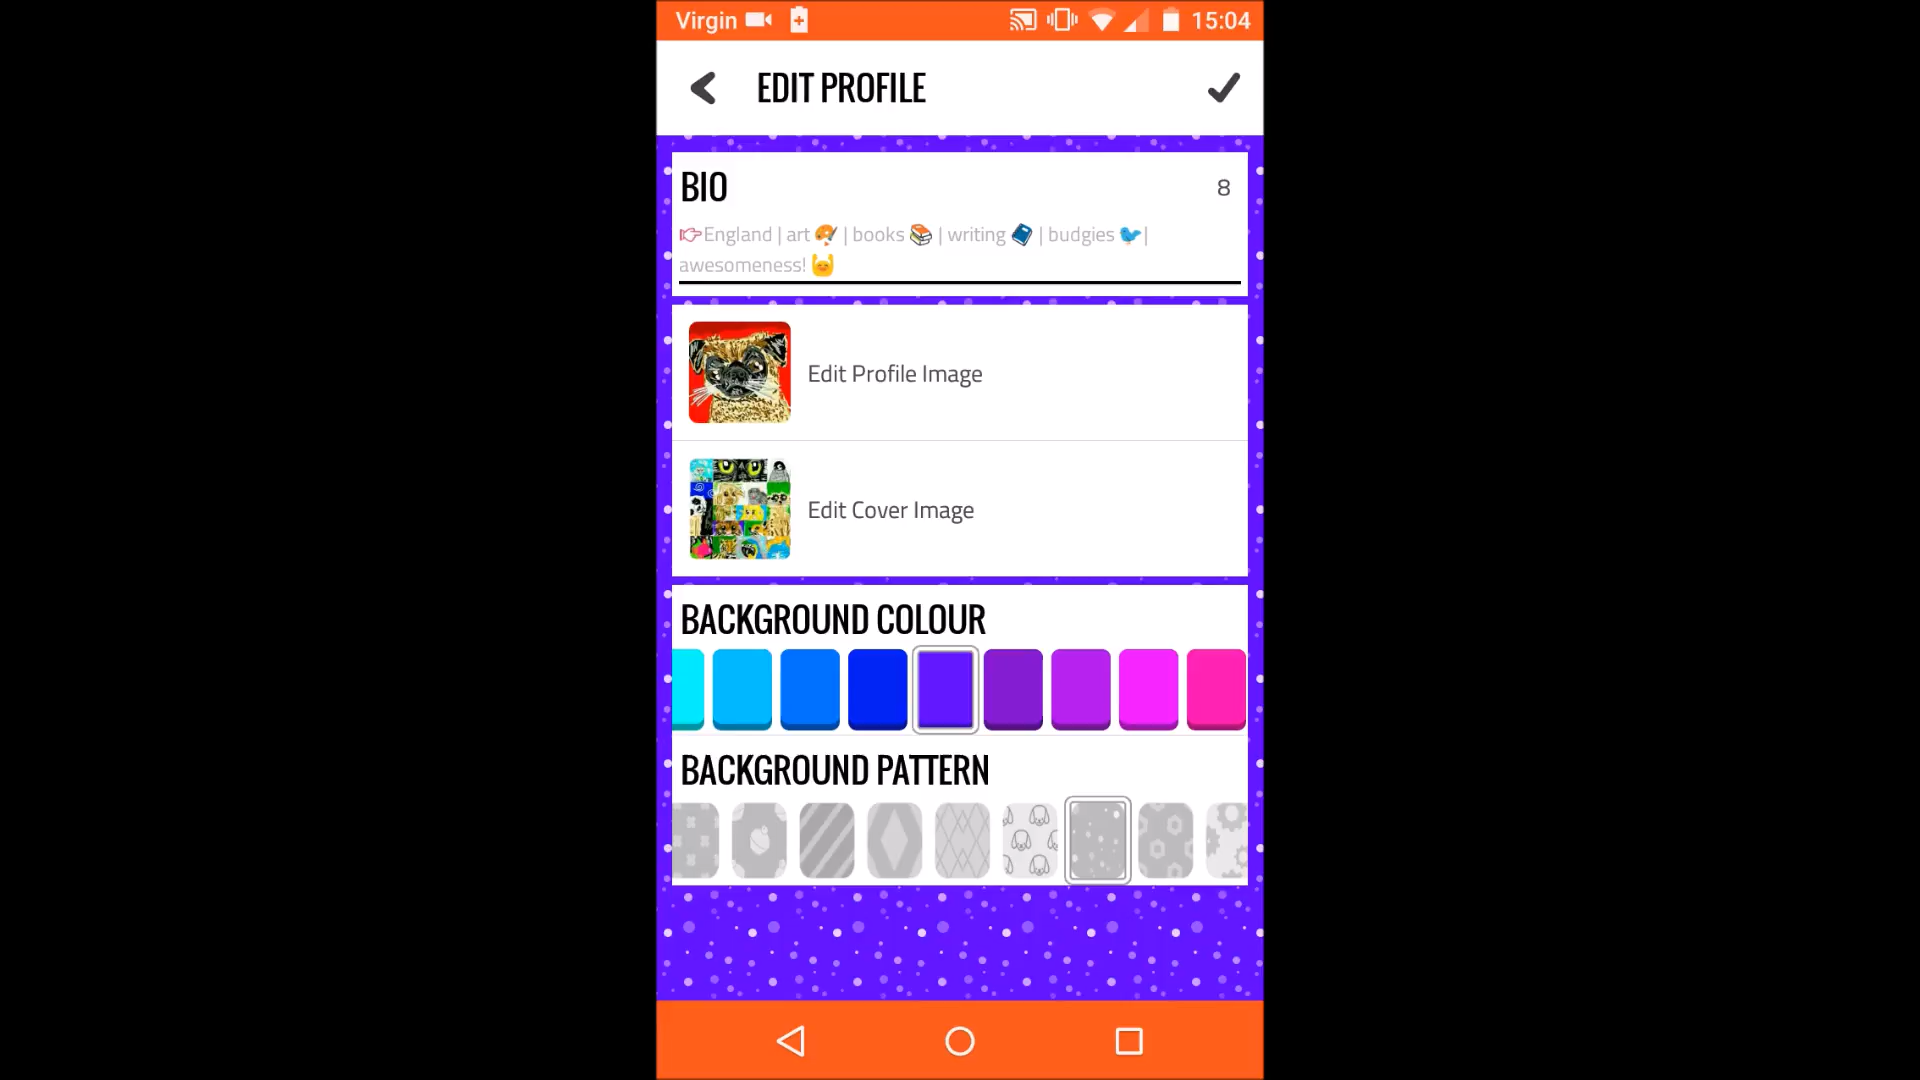 Virgin 15:04
EDIT PROFILE
BIO 8
👉England | art 🎨 | books 📚 | writing 📘 | budgies 🐦|
awesomeness! 🙌
Edit Profile Image
Edit Cover Image
BACKGROUND COLOUR
BACKGROUND PATTERN